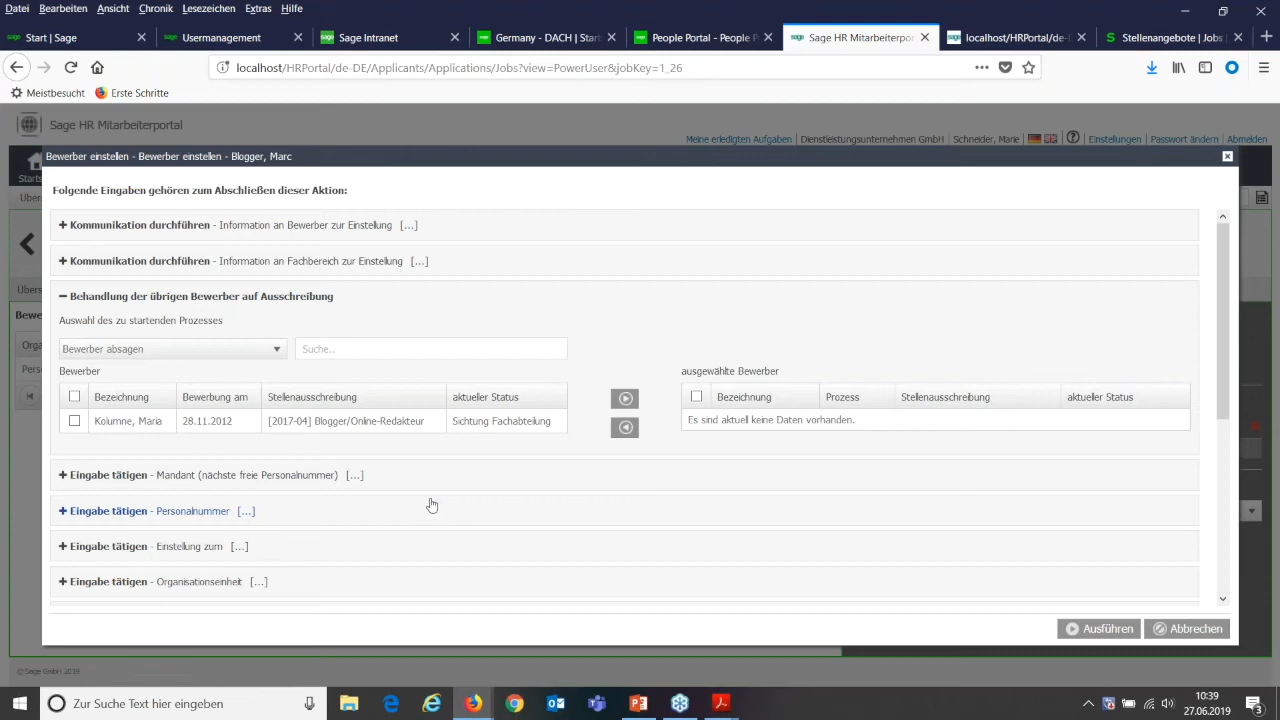 Datei Bearbeiten Ansicht Chronik Lesezeichen Extras Hilfe
Start | Sage
Usermanagement
Sage Intranet
Germany - DACH | Start
People Portal - People P
Sage HR Mitarbeiterpor
localhost/HRPortal/de-
Stellenangebote | Jobs
localhost/HRPortal/de-DE/Applicants/Applications/Jobs?view=PowerUser&jobKey=1_26
Meistbesucht Erste Schritte
Sage HR Mitarbeiterportal
Meine erledigten Aufgaben | Dienstleistungsunternehmen GmbH | Schneider, Marie | Einstellungen | Passwort ändern | Abmelden
Bewerber einstellen - Bewerber einstellen - Blogger, Marc
Starts
Folgende Eingaben gehören zum Abschließen dieser Aktion:
Übers
Kommunikation durchführen - Information an Bewerber zur Einstellung [...]
Kommunikation durchführen - Information an Fachbereich zur Einstellung [...]
Übers
Behandlung der übrigen Bewerber auf Ausschreibung
Bewe
Auswahl des zu startenden Prozesses
Orga
Bewerber absagen
Suche..
Pers
Bewerber
ausgewählte Bewerber
Bezeichnung Bewerbung am Stellenausschreibung aktueller Status
Bezeichnung Prozess Stellenausschreibung aktueller Status
Kolumne, Maria 28.11.2012 [2017-04] Blogger/Online-Redakteur Sichtung Fachabteilung
Es sind aktuell keine Daten vorhanden.
Eingabe tätigen - Mandant (nächste freie Personalnummer) [...]
Eingabe tätigen - Personalnummer [...]
Eingabe tätigen - Einstellung zum [...]
Eingabe tätigen - Organisationseinheit [...]
Ausführen Abbrechen
© Sage GmbH 2019
Zur Suche Text hier eingeben
10:39
27.06.2019
3